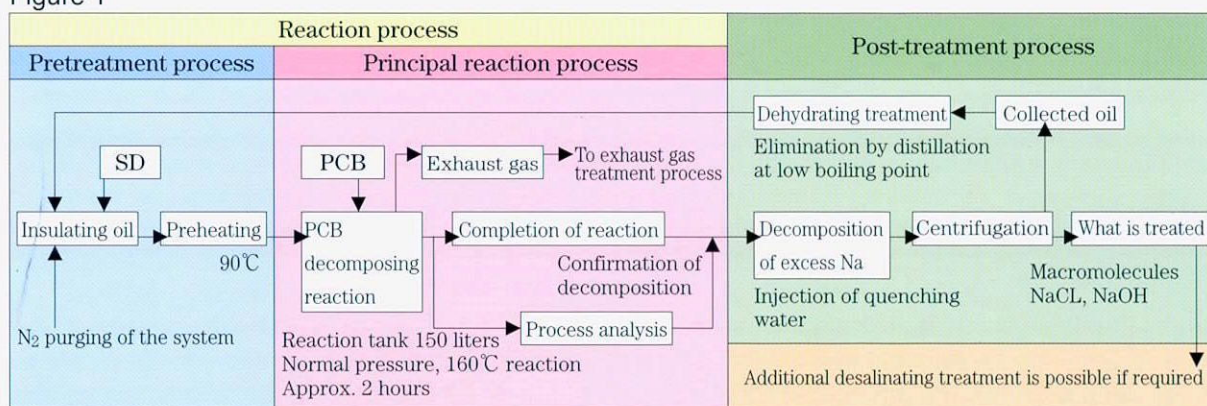 Reaction process
Pretreatment process
Principal reaction process
Post-treatment process
Dehydrating treatment
Collected oil
Elimination by distillation
at low boiling point
SD
PCB
Exhaust gas
To exhaust gas
treatment process
Insulating oil
Preheating
90℃
PCB
decomposing
reaction
Completion of reaction
Confirmation of
decomposition
Process analysis
Decomposition
of excess Na
Injection of quenching
water
Centrifugation
What is treated
Macromolecules
NaCL, NaOH
N2 purging of the system
Reaction tank 150 liters
Normal pressure, 160℃ reaction
Approx. 2 hours
Additional desalinating treatment is possible if required